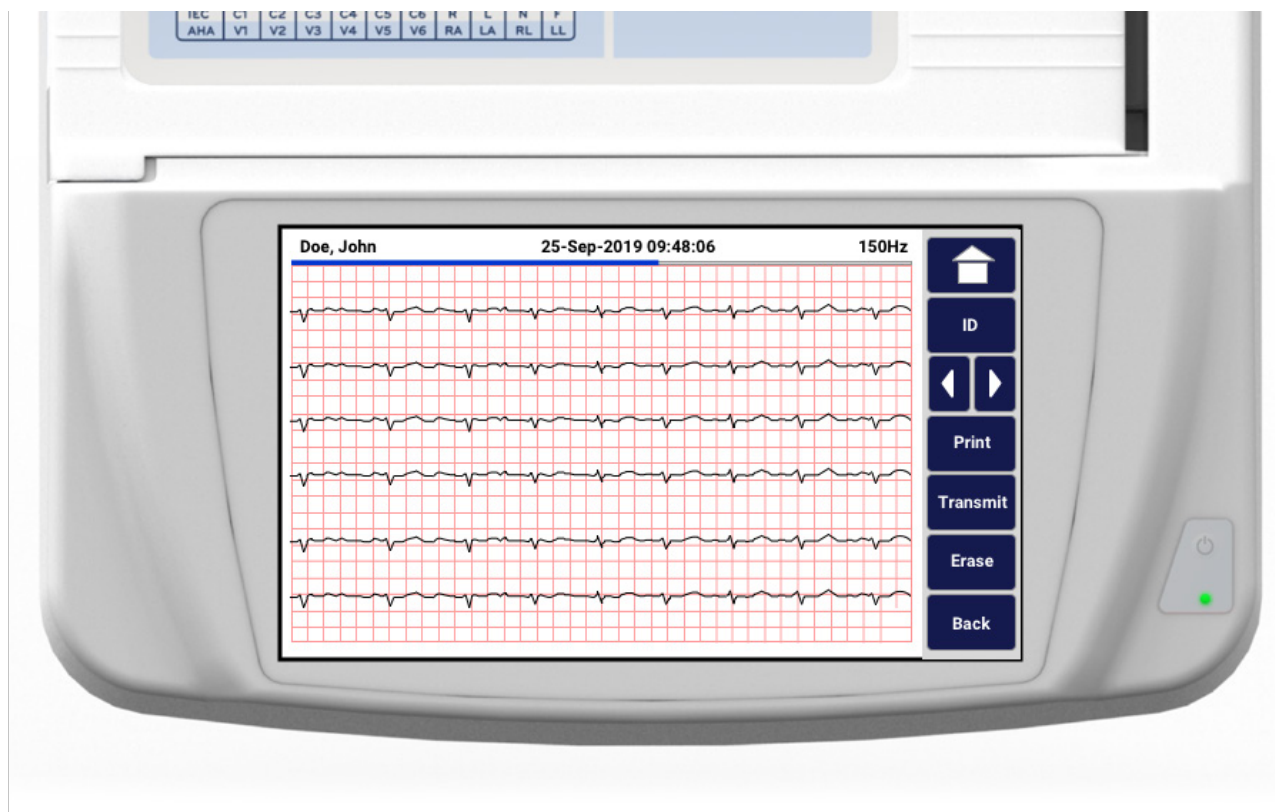 IEC C1 C2 C3 C4 C5 C6 R L N F
AHA V1 V2 V3 V4 V5 V6 RA LA RL LL
Doe, John 25-Sep-2019 09:48:06 150Hz
ID
Print
Transmit
Erase
Back